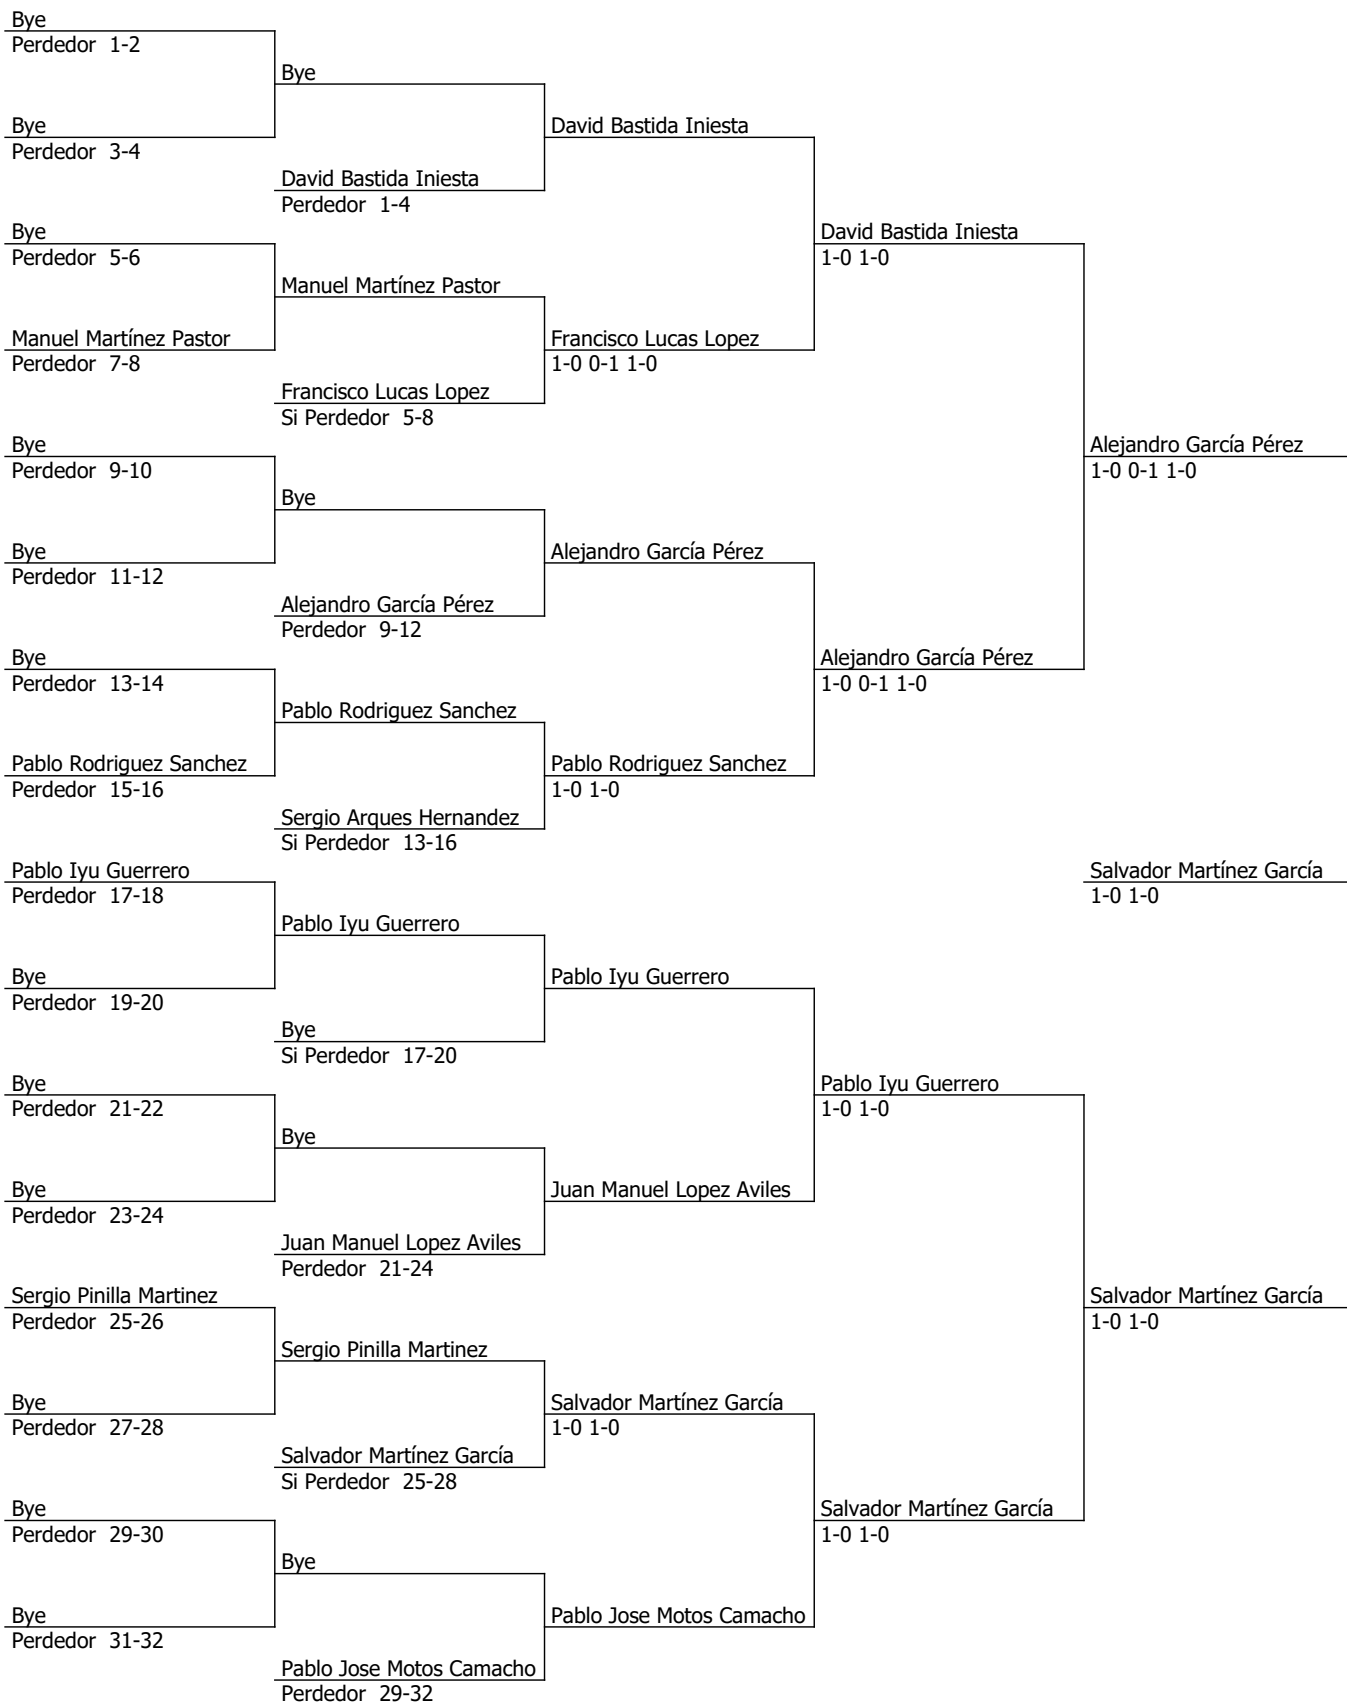 Bye
Perdedor 1-2
Bye
Bye
Perdedor 3-4
David Bastida Iniesta
David Bastida Iniesta
Perdedor 1-4
Bye
Perdedor 5-6
David Bastida Iniesta
1-0 1-0
Manuel Martínez Pastor
Manuel Martínez Pastor
Perdedor 7-8
Francisco Lucas Lopez
1-0 0-1 1-0
Francisco Lucas Lopez
Si Perdedor 5-8
Bye
Perdedor 9-10
Alejandro García Pérez
1-0 0-1 1-0
Bye
Bye
Perdedor 11-12
Alejandro García Pérez
Alejandro García Pérez
Perdedor 9-12
Bye
Perdedor 13-14
Alejandro García Pérez
1-0 0-1 1-0
Pablo Rodriguez Sanchez
Pablo Rodriguez Sanchez
Perdedor 15-16
Pablo Rodriguez Sanchez
1-0 1-0
Sergio Arques Hernandez
Si Perdedor 13-16
Pablo Iyu Guerrero
Perdedor 17-18
Salvador Martínez García
1-0 1-0
Pablo Iyu Guerrero
Bye
Perdedor 19-20
Pablo Iyu Guerrero
Bye
Si Perdedor 17-20
Bye
Perdedor 21-22
Pablo Iyu Guerrero
1-0 1-0
Bye
Bye
Perdedor 23-24
Juan Manuel Lopez Aviles
Juan Manuel Lopez Aviles
Perdedor 21-24
Sergio Pinilla Martinez
Perdedor 25-26
Salvador Martínez García
1-0 1-0
Sergio Pinilla Martinez
Bye
Perdedor 27-28
Salvador Martínez García
1-0 1-0
Salvador Martínez García
Si Perdedor 25-28
Bye
Perdedor 29-30
Salvador Martínez García
1-0 1-0
Bye
Bye
Perdedor 31-32
Pablo Jose Motos Camacho
Pablo Jose Motos Camacho
Perdedor 29-32